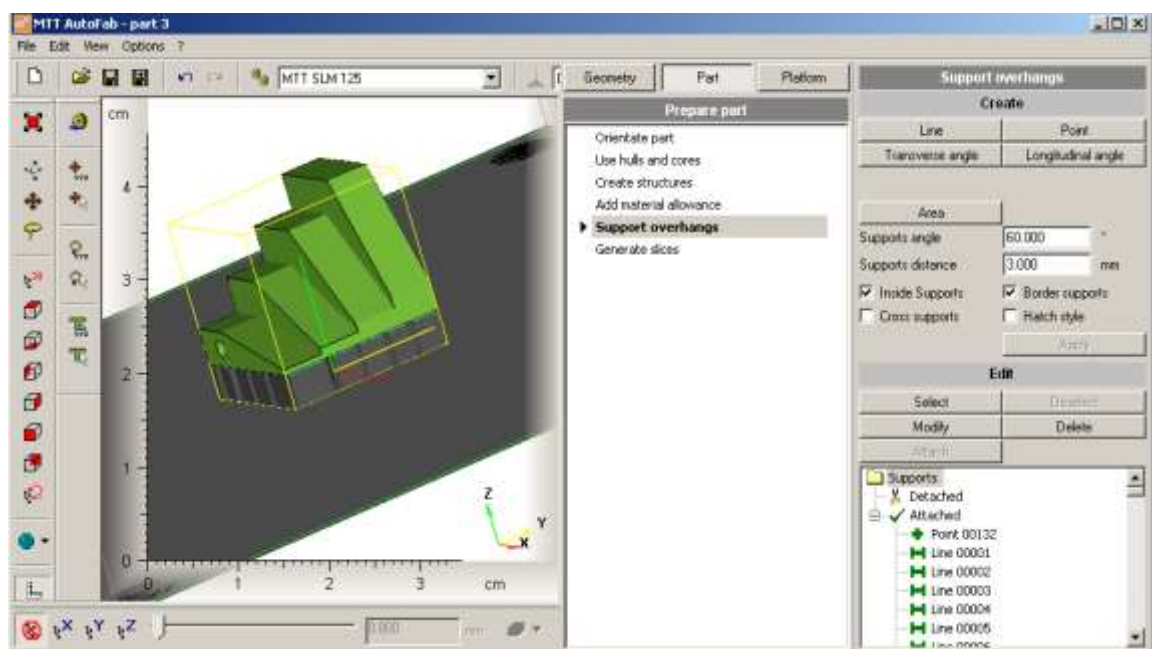 MTT AutoFab - part 3
File Edit View Options ?
MTT SLM 125
Geometry Part Platform
Support overhangs
Prepare part
Create
Orientate part
Use hulls and cores
Create structures
Add material allowance
Support overhangs
Generate slices
Line Point
Transverse angle Longitudinal angle
Area
Supports angle 60.000 °
Supports distance 3.000 mm
Inside Supports Border supports
Cross supports Hatch style
Apply
Edit
Select Deselect
Modify Delete
Attach
Supports
Detached
Attached
Point 00132
Line 00001
Line 00002
Line 00003
Line 00004
Line 00005
Line 00006
cm
4
3
2
1
0
0 1 2 3 cm
Z
Y
X
X Y Z 0.000 mm